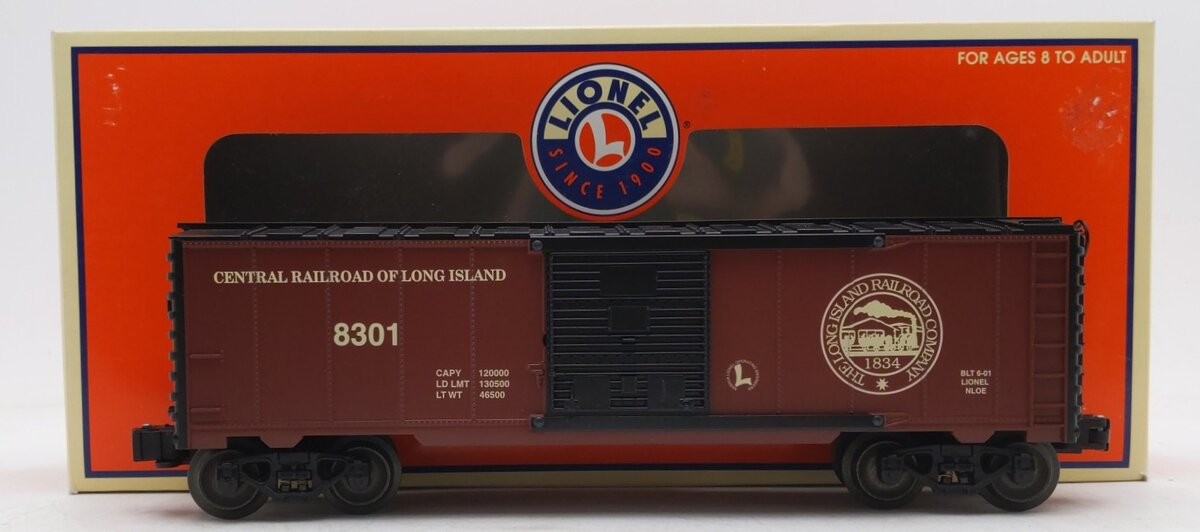 FOR AGES 8 TO ADULT
LIONEL
L
SINCE 1900
®
CENTRAL RAILROAD OF LONG ISLAND
8301
CAPY 120000
LD LMT 130500
LT WT 46500
L
THE LONG ISLAND RAILROAD COMPANY
1834
BLT 6-01
LIONEL
NLOE